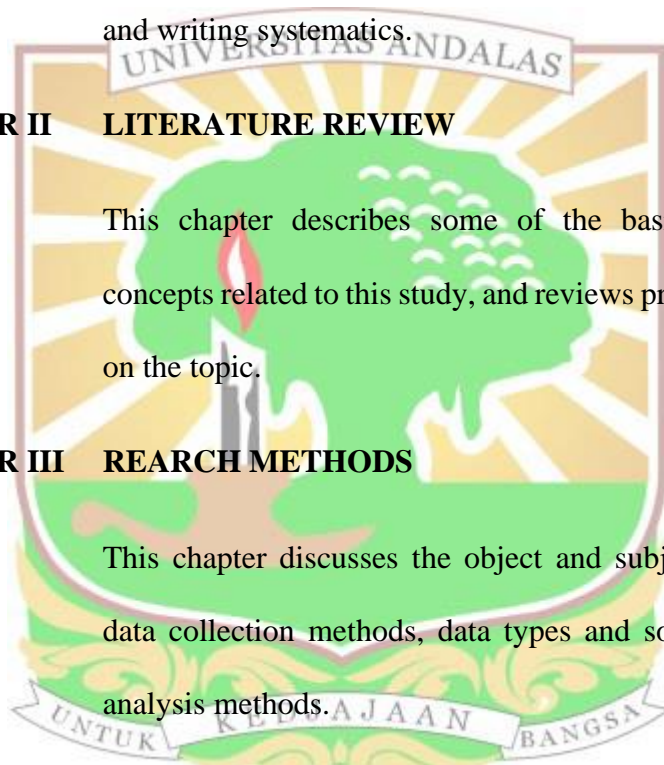 and writing systematics.
UNIVERSITAS ANDALAS
R II LITERATURE REVIEW
This chapter describes some of the bas
concepts related to this study, and reviews pr
on the topic.
R III REARCH METHODS
This chapter discusses the object and subj
data collection methods, data types and so
analysis methods.
UNTUK KEDJAJAAN BANGSA